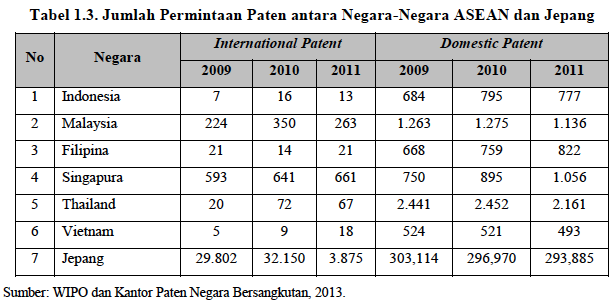 Tabel 1.3. Jumlah Permintaan Paten antara Negara-Negara ASEAN dan Jepang
No Negara International Patent Domestic Patent
2009 2010 2011 2009 2010 2011
1 Indonesia 7 16 13 684 795 777
2 Malaysia 224 350 263 1.263 1.275 1.136
3 Filipina 21 14 21 668 759 822
4 Singapura 593 641 661 750 895 1.056
5 Thailand 20 72 67 2.441 2.452 2.161
6 Vietnam 5 9 18 524 521 493
7 Jepang 29.802 32.150 3.875 303,114 296,970 293,885
Sumber: WIPO dan Kantor Paten Negara Bersangkutan, 2013.